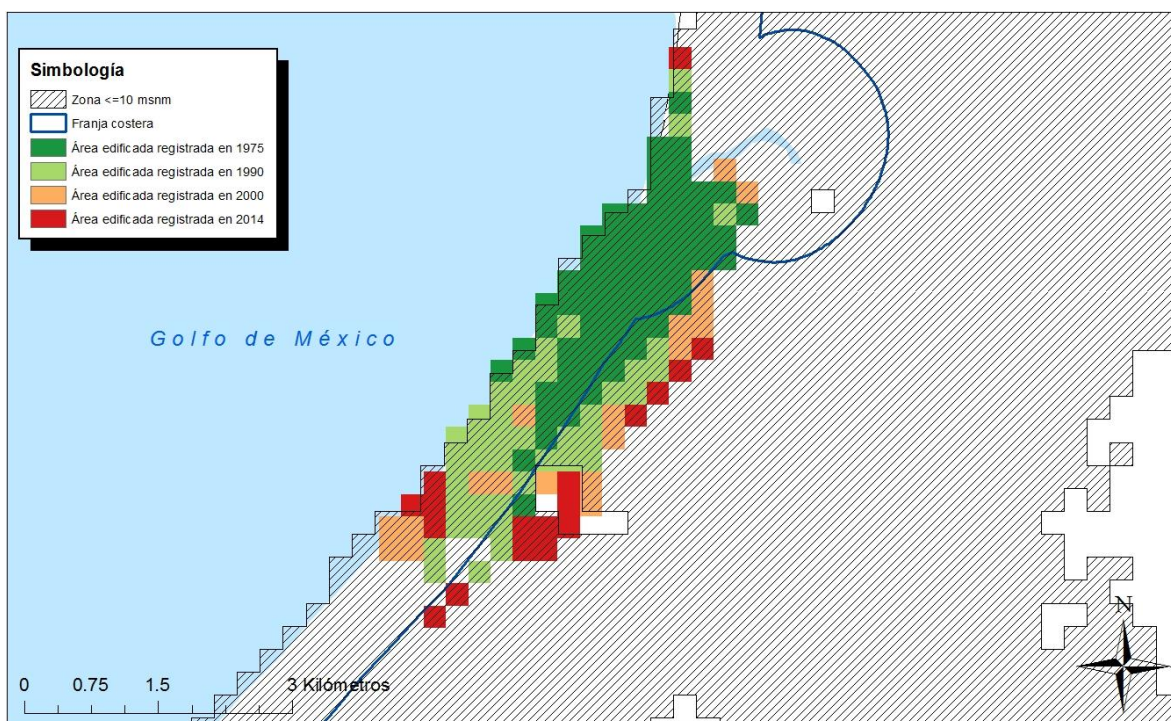 Simbología
Zona <=10 msnm
Franja costera
Área edificada registrada en 1975
Área edificada registrada en 1990
Área edificada registrada en 2000
Área edificada registrada en 2014
Golfo de México
N
0 0.75 1.5 3 Kilómetros